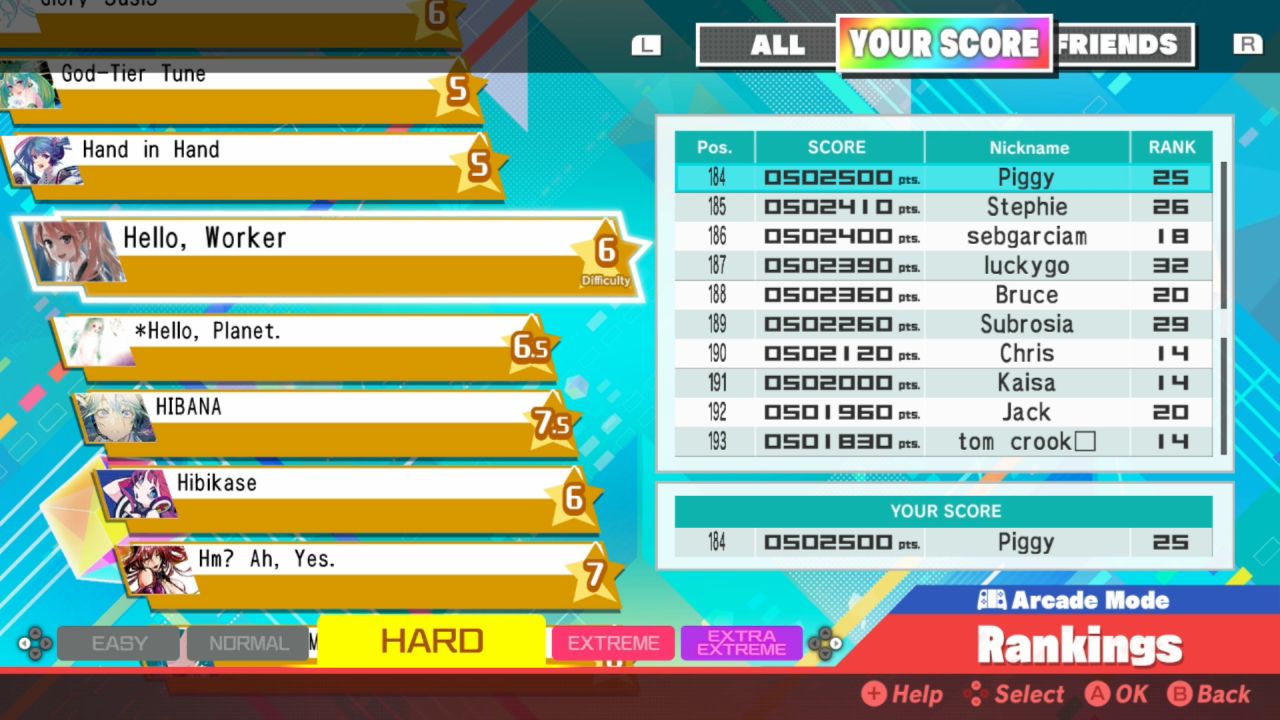 6
God-Tier Tune 5
Hand in Hand 5
Hello, Worker 6
Difficulty
*Hello, Planet. 6.5
HIBANA 7.5
Hibikase 6
Hm? Ah, Yes. 7
EASY NORMAL HARD EXTREME EXTRA EXTREME
L ALL YOUR SCORE FRIENDS R
Pos. SCORE Nickname RANK
184 0502500 pts. Piggy 25
185 0502410 pts. Stephie 26
186 0502400 pts. sebgarciam 18
187 0502390 pts. luckygo 32
188 0502360 pts. Bruce 20
189 0502260 pts. Subrosia 29
190 0502120 pts. Chris 14
191 0502000 pts. Kaisa 14
192 0501960 pts. Jack 20
193 0501830 pts. tom crook□ 14
YOUR SCORE
184 0502500 pts. Piggy 25
Arcade Mode
Rankings
+ Help Select A OK B Back